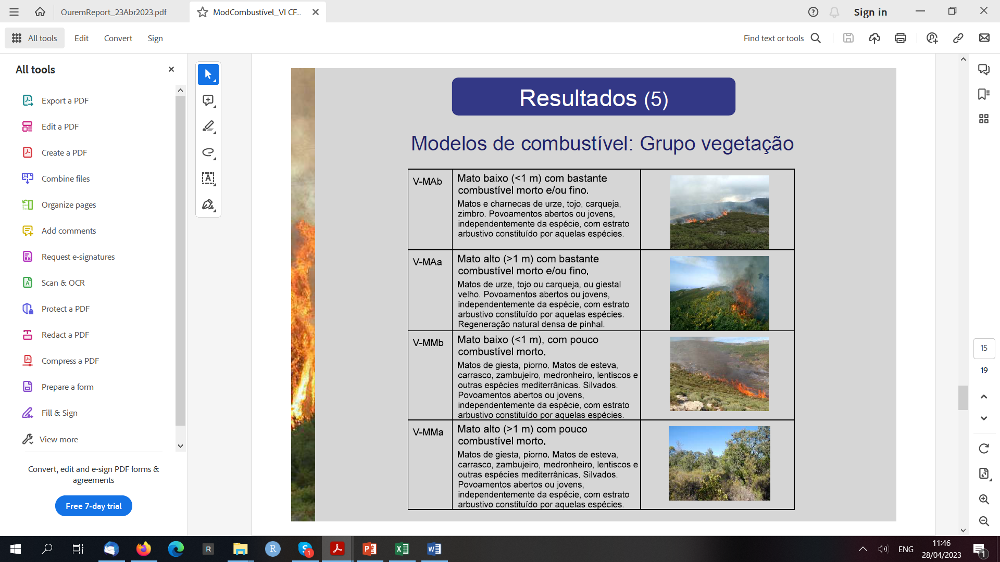 OuremReport_23Abr2023.pdf
ModCombustível_VI CF...
Sign in
All tools
Edit
Convert
Sign
Find text or tools
All tools
Export a PDF
Edit a PDF
Create a PDF
Combine files
Organize pages
Add comments
Request e-signatures
Scan & OCR
Protect a PDF
Redact a PDF
Compress a PDF
Prepare a form
Fill & Sign
View more
Convert, edit and e-sign PDF forms &
agreements
Free 7-day trial
Resultados (5)
Modelos de combustível: Grupo vegetação
V-MAb
Mato baixo (<1 m) com bastante
combustível morto e/ou fino.
Matos e charnecas de urze, tojo, carqueja,
zimbro. Povoamentos abertos ou jovens,
independentemente da espécie, com estrato
arbustivo constituído por aquelas espécies.
V-MAa
Mato alto (>1 m) com bastante
combustível morto e/ou fino.
Matos de urze, tojo ou carqueja, ou giestal
velho. Povoamentos abertos ou jovens,
independentemente da espécie, com estrato
arbustivo constituído por aquelas espécies.
Regeneração natural densa de pinhal.
V-MMb
Mato baixo (<1 m), com pouco
combustível morto.
Matos de giesta, piorno. Matos de esteva,
carrasco, zambujeiro, medronheiro, lentiscos e
outras espécies mediterrânicas. Silvados.
Povoamentos abertos ou jovens,
independentemente da espécie, com estrato
arbustivo constituído por aquelas espécies.
V-MMa
Mato alto (>1 m) com pouco
combustível morto.
Matos de giesta, piorno. Matos de esteva,
carrasco, zambujeiro, medronheiro, lentiscos e
outras espécies mediterrânicas. Silvados.
Povoamentos abertos ou jovens,
independentemente da espécie, com estrato
arbustivo constituído por aquelas espécies.
15
19
ENG
11:46
28/04/2023
1